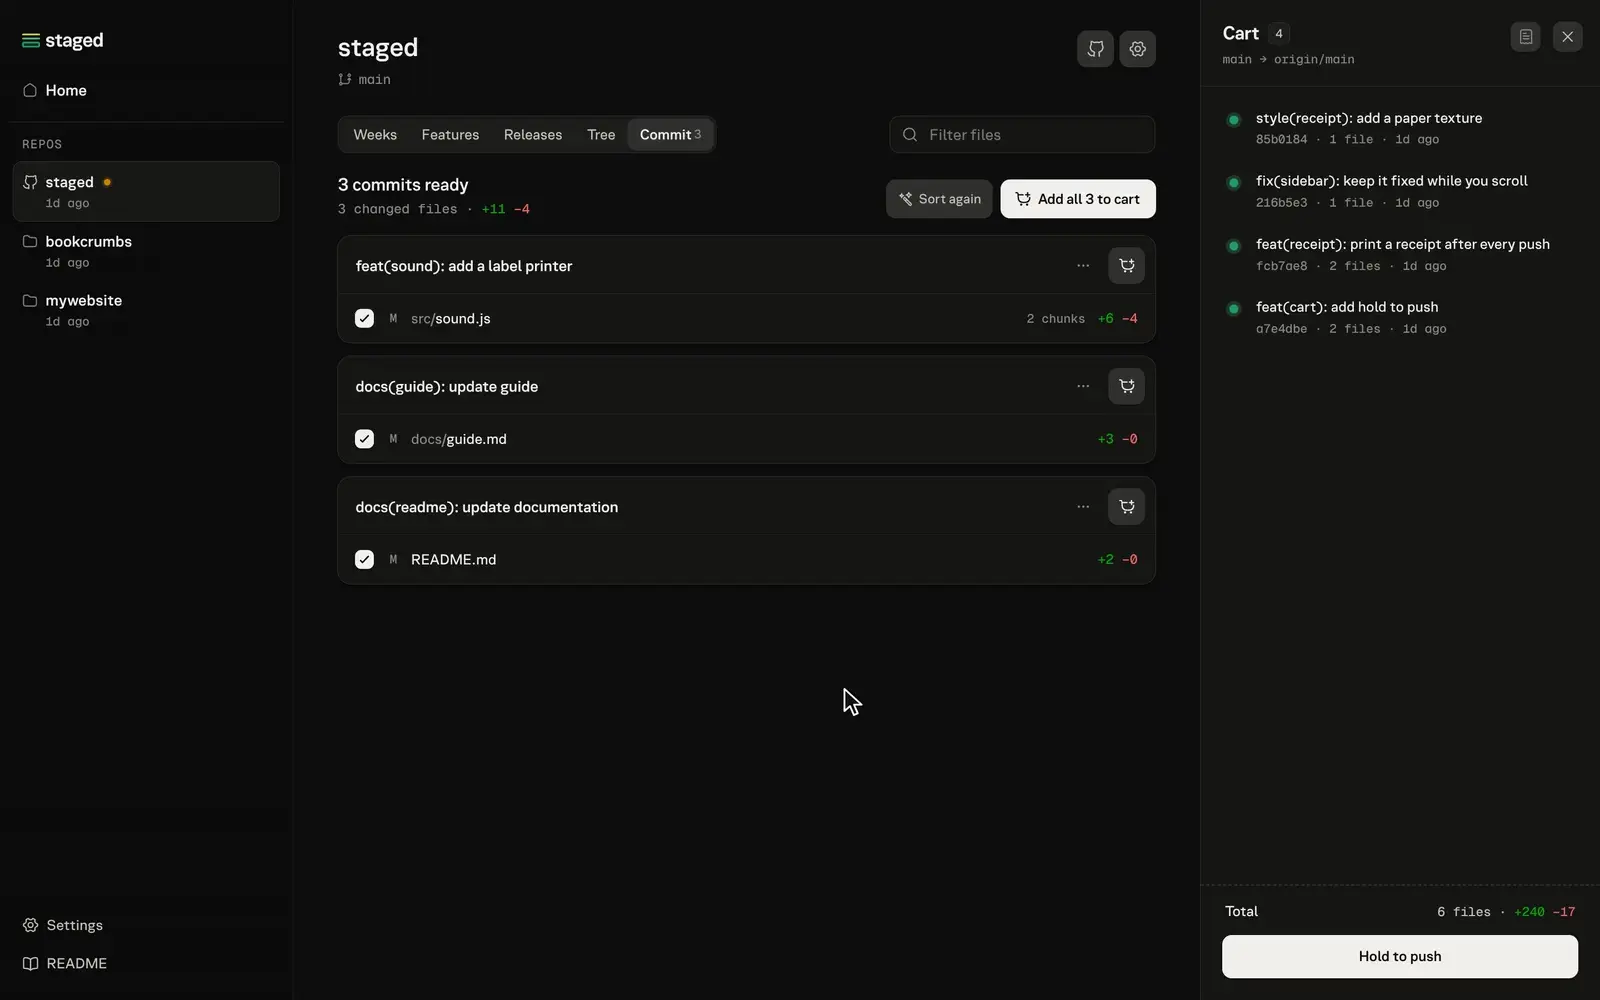 staged
Home
REPOS
staged
1d ago
bookcrumbs
1d ago
mywebsite
1d ago
Settings
README
staged
main
Weeks
Features
Releases
Tree
Commit 3
Filter files
3 commits ready
3 changed files · +11 −4
Sort again
Add all 3 to cart
feat(sound): add a label printer
M src/sound.js 2 chunks +6 −4
docs(guide): update guide
M docs/guide.md +3 −0
docs(readme): update documentation
M README.md +2 −0
Cart 4
main → origin/main
style(receipt): add a paper texture
85b0184 · 1 file · 1d ago
fix(sidebar): keep it fixed while you scroll
216b5e3 · 1 file · 1d ago
feat(receipt): print a receipt after every push
fcb7ae8 · 2 files · 1d ago
feat(cart): add hold to push
a7e4dbe · 2 files · 1d ago
Total 6 files · +240 −17
Hold to push